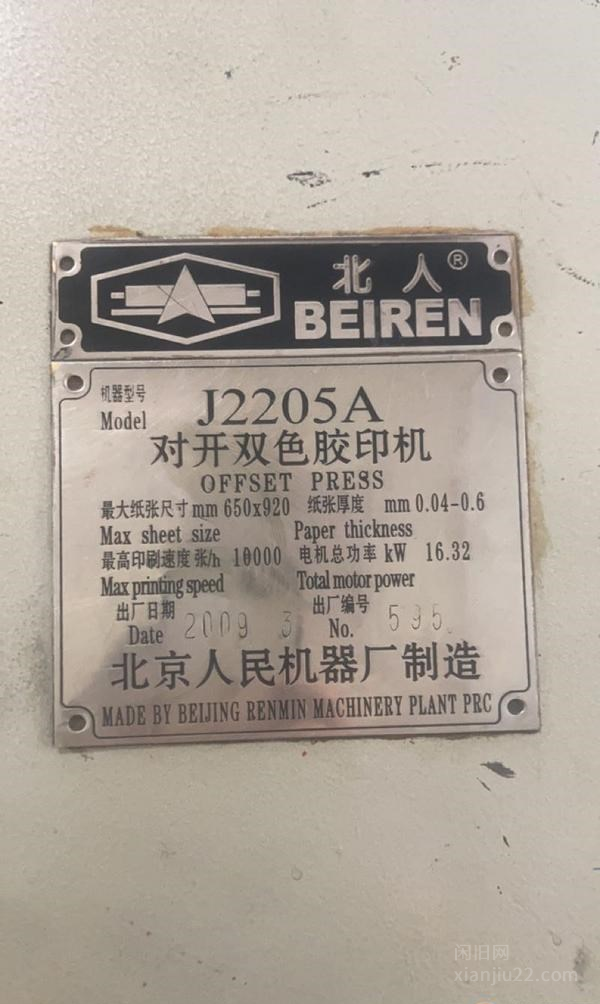 北人®
BEIREN
机器型号 J2205A
Model
对开双色胶印机
OFFSET PRESS
最大纸张尺寸 mm 650x920 纸张厚度 mm 0.04-0.6
Max sheet size Paper thickness
最高印刷速度 张/h 10000 电机总功率 kW 16.32
Max printing speed Total motor power
出厂日期 2009 3 出厂编号 595
Date No.
北京人民机器厂制造
MADE BY BEIJING RENMIN MACHINERY PLANT PRC
闲旧网
xianjiu22.com